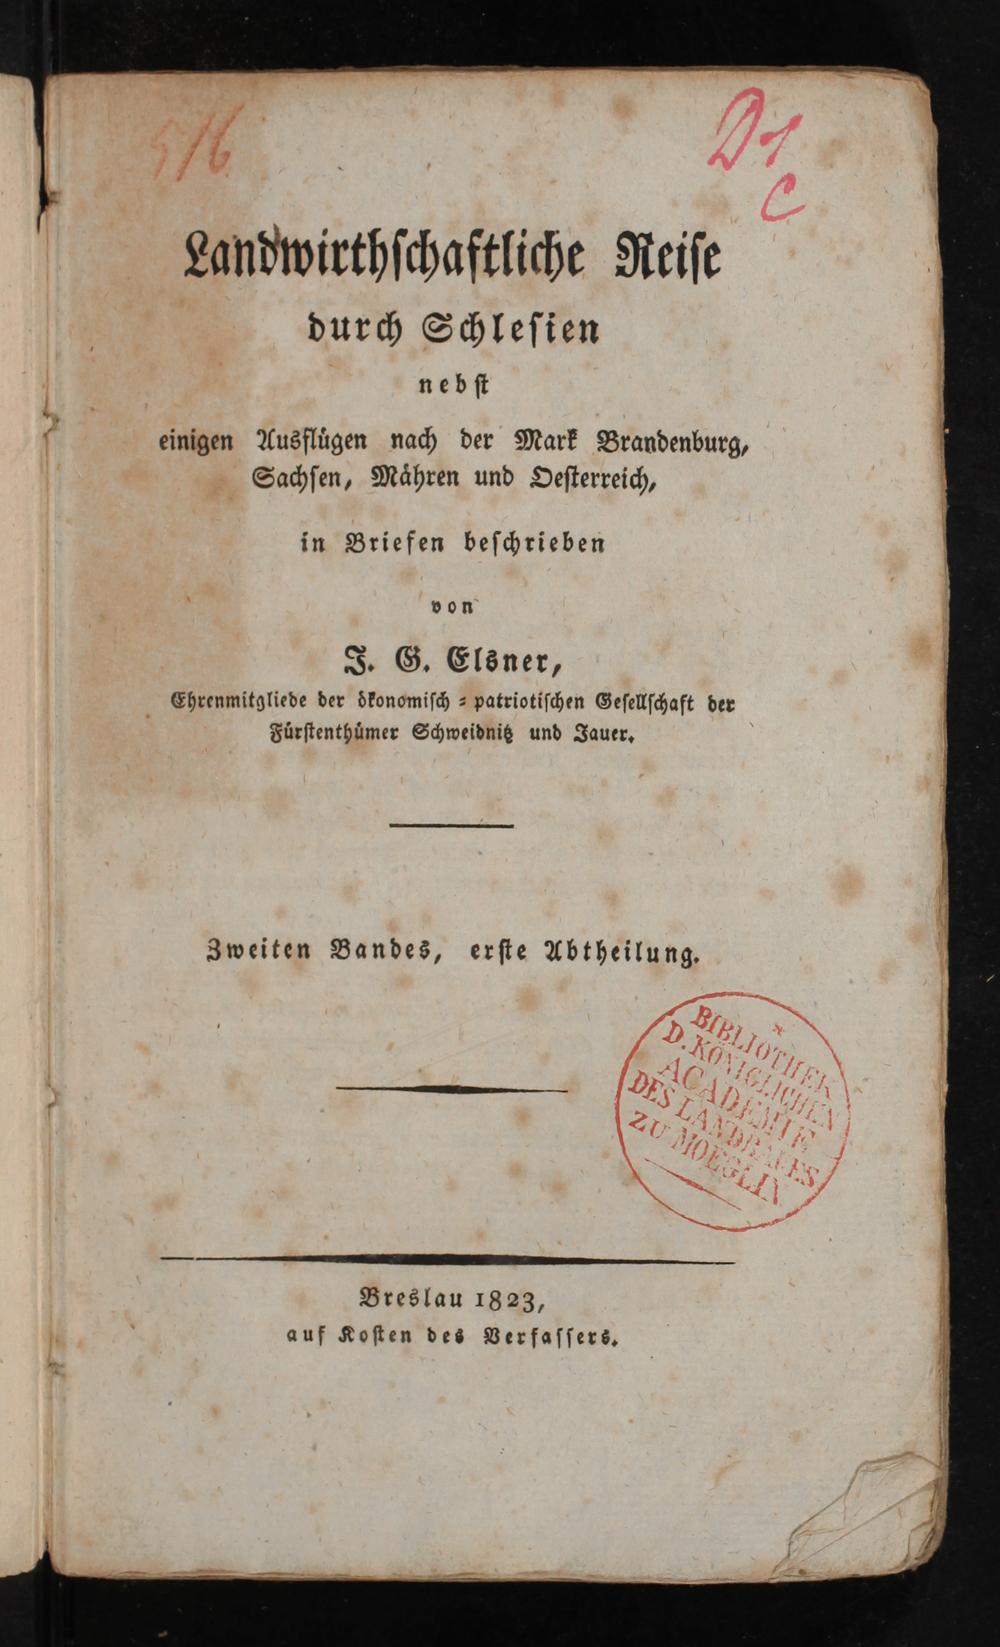 516
D1
C
Landwirthſchaftliche Reiſe
durch Schleſien
nebſt
einigen Ausflügen nach der Mark Brandenburg,
Sachſen, Mähren und Oeſterreich,
in Briefen beſchrieben
von
J. G. Elsner,
Ehrenmitgliede der ökonomiſch = patriotiſchen Geſellſchaft der
Fürſtenthümer Schweidnitz und Jauer.
Zweiten Bandes, erſte Abtheilung.
*
BIBLIOTHEK
D. KÖNIGLICHEN
ACADEMIE
DES LANDBAUES
ZU MOEGLIN
Breslau 1823,
auf Koſten des Verfaſſers.